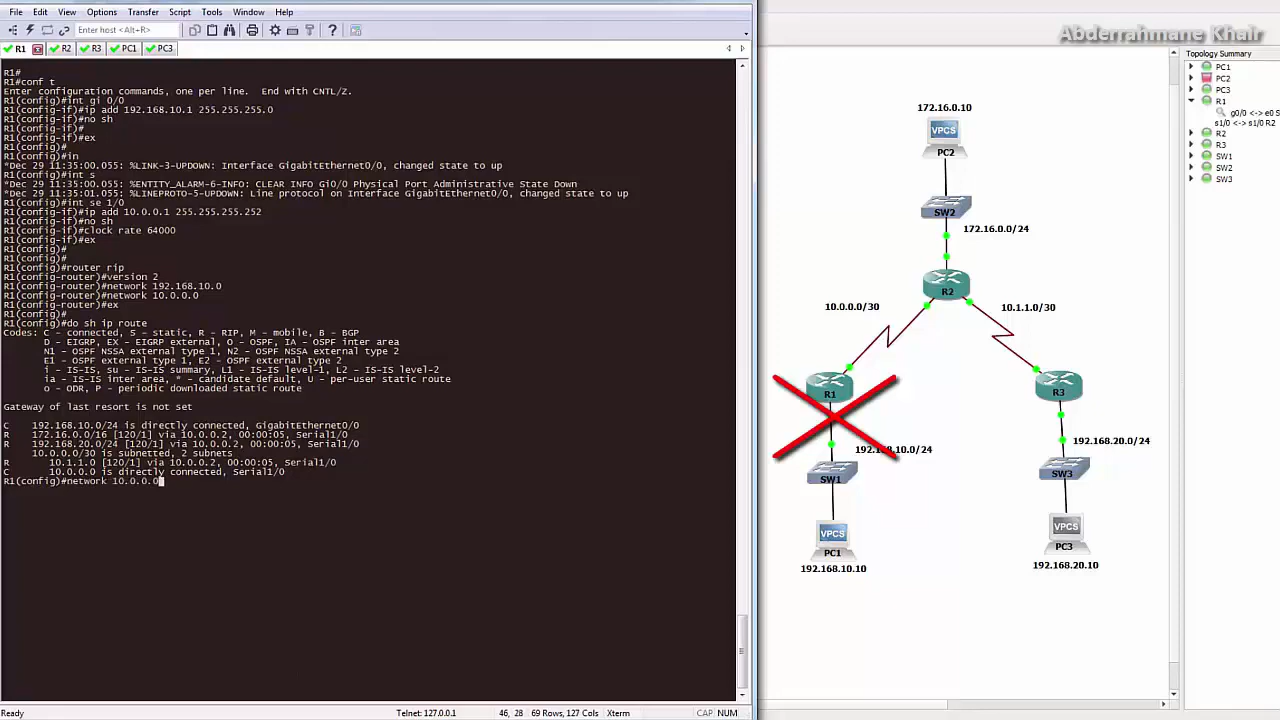 File Edit View Options Transfer Script Tools Window Help
Enter host <Alt+R>
R1 R2 R3 PC1 PC3
R1#
R1#conf t
Enter configuration commands, one per line.  End with CNTL/Z.
R1(config)#int gi 0/0
R1(config-if)#ip add 192.168.10.1 255.255.255.0
R1(config-if)#no sh
R1(config-if)#
R1(config-if)#ex
R1(config)#
R1(config)#in
*Dec 29 11:35:00.055: %LINK-3-UPDOWN: Interface GigabitEthernet0/0, changed state to up
R1(config)#int s
*Dec 29 11:35:00.055: %ENTITY_ALARM-6-INFO: CLEAR INFO Gi0/0 Physical Port Administrative State Down
*Dec 29 11:35:01.055: %LINEPROTO-5-UPDOWN: Line protocol on Interface GigabitEthernet0/0, changed state to up
R1(config)#int se 1/0
R1(config-if)#ip add 10.0.0.1 255.255.255.252
R1(config-if)#no sh
R1(config-if)#clock rate 64000
R1(config-if)#ex
R1(config)#
R1(config)#
R1(config)#router rip
R1(config-router)#version 2
R1(config-router)#network 192.168.10.0
R1(config-router)#network 10.0.0.0
R1(config-router)#ex
R1(config)#
R1(config)#do sh ip route
Codes: C - connected, S - static, R - RIP, M - mobile, B - BGP
D - EIGRP, EX - EIGRP external, O - OSPF, IA - OSPF inter area
N1 - OSPF NSSA external type 1, N2 - OSPF NSSA external type 2
E1 - OSPF external type 1, E2 - OSPF external type 2
i - IS-IS, su - IS-IS summary, L1 - IS-IS level-1, L2 - IS-IS level-2
ia - IS-IS inter area, * - candidate default, U - per-user static route
o - ODR, P - periodic downloaded static route
Gateway of last resort is not set
C 192.168.10.0/24 is directly connected, GigabitEthernet0/0
R 172.16.0.0/16 [120/1] via 10.0.0.2, 00:00:05, Serial1/0
R 192.168.20.0/24 [120/1] via 10.0.0.2, 00:00:05, Serial1/0
10.0.0.0/30 is subnetted, 2 subnets
R 10.1.1.0 [120/1] via 10.0.0.2, 00:00:05, Serial1/0
C 10.0.0.0 is directly connected, Serial1/0
R1(config)#network 10.0.0.0
Ready Telnet: 127.0.0.1 46, 28 69 Rows, 127 Cols Xterm CAP NUM
Abderrahmane Khair
172.16.0.10
VPCS
PC2
SW2
172.16.0.0/24
R2
10.0.0.0/30
10.1.1.0/30
R1
R3
192.168.10.0/24
192.168.20.0/24
SW1
SW3
VPCS
VPCS
PC1
PC3
192.168.10.10
192.168.20.10
Topology Summary
PC1
PC2
PC3
R1
g0/0 <-> e0 S
s1/0 <-> s1/0 R2
R2
R3
SW1
SW2
SW3